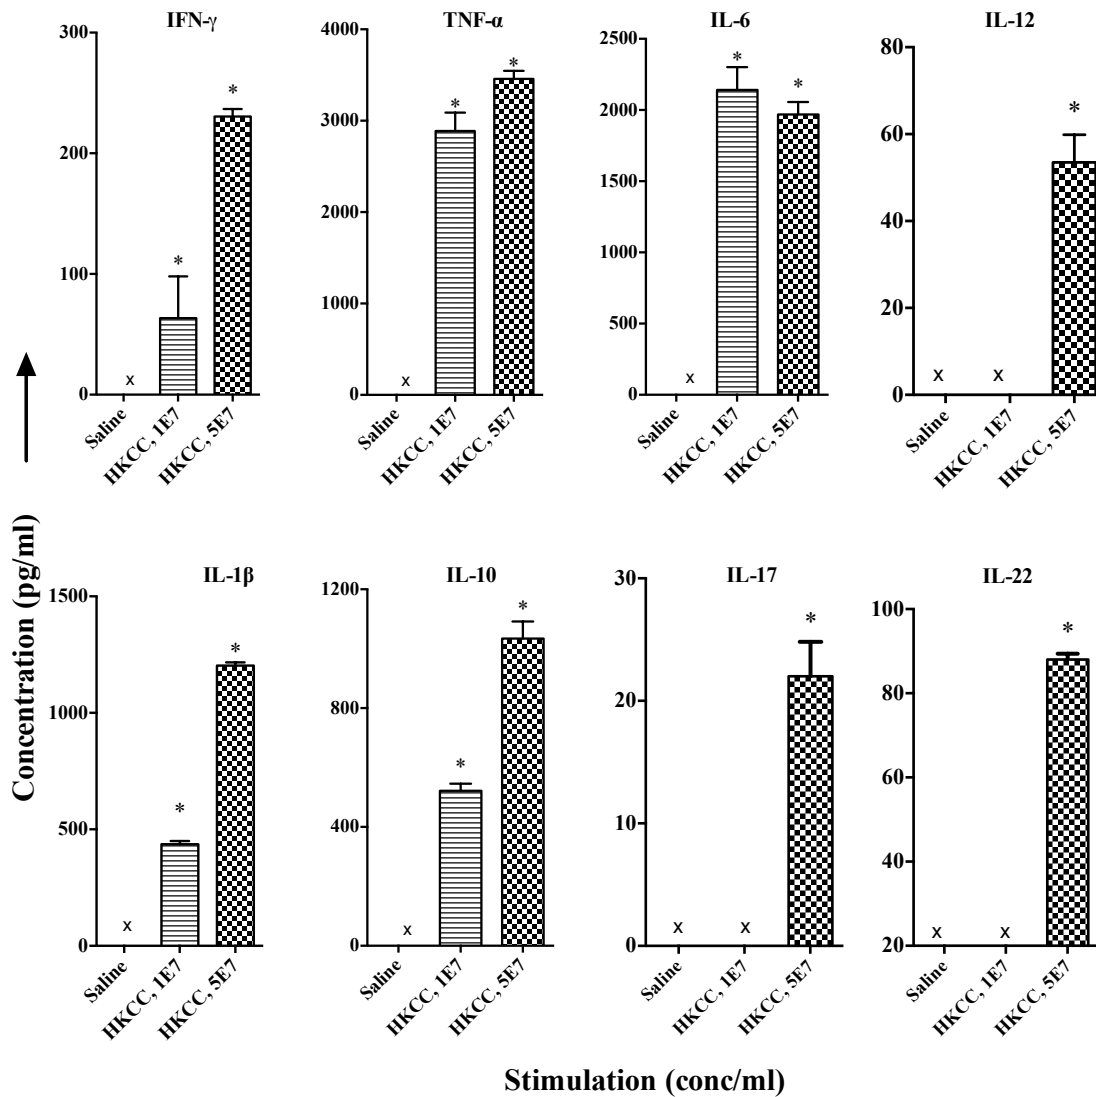 IFN-γ
300
200
100
0
x
*
*
Saline
HKCC, 1E7
HKCC, 5E7
TNF-α
4000
3000
2000
1000
0
x
*
*
Saline
HKCC, 1E7
HKCC, 5E7
IL-6
2500
2000
1500
1000
500
0
x
*
*
Saline
HKCC, 1E7
HKCC, 5E7
IL-12
80
60
40
20
0
x
x
*
Saline
HKCC, 1E7
HKCC, 5E7
Concentration (pg/ml)
IL-1β
1500
1000
500
0
x
*
*
Saline
HKCC, 1E7
HKCC, 5E7
IL-10
1200
800
400
0
x
*
*
Saline
HKCC, 1E7
HKCC, 5E7
IL-17
30
20
10
0
x
x
*
Saline
HKCC, 1E7
HKCC, 5E7
IL-22
100
80
60
40
20
x
x
*
Saline
HKCC, 1E7
HKCC, 5E7
Stimulation (conc/ml)